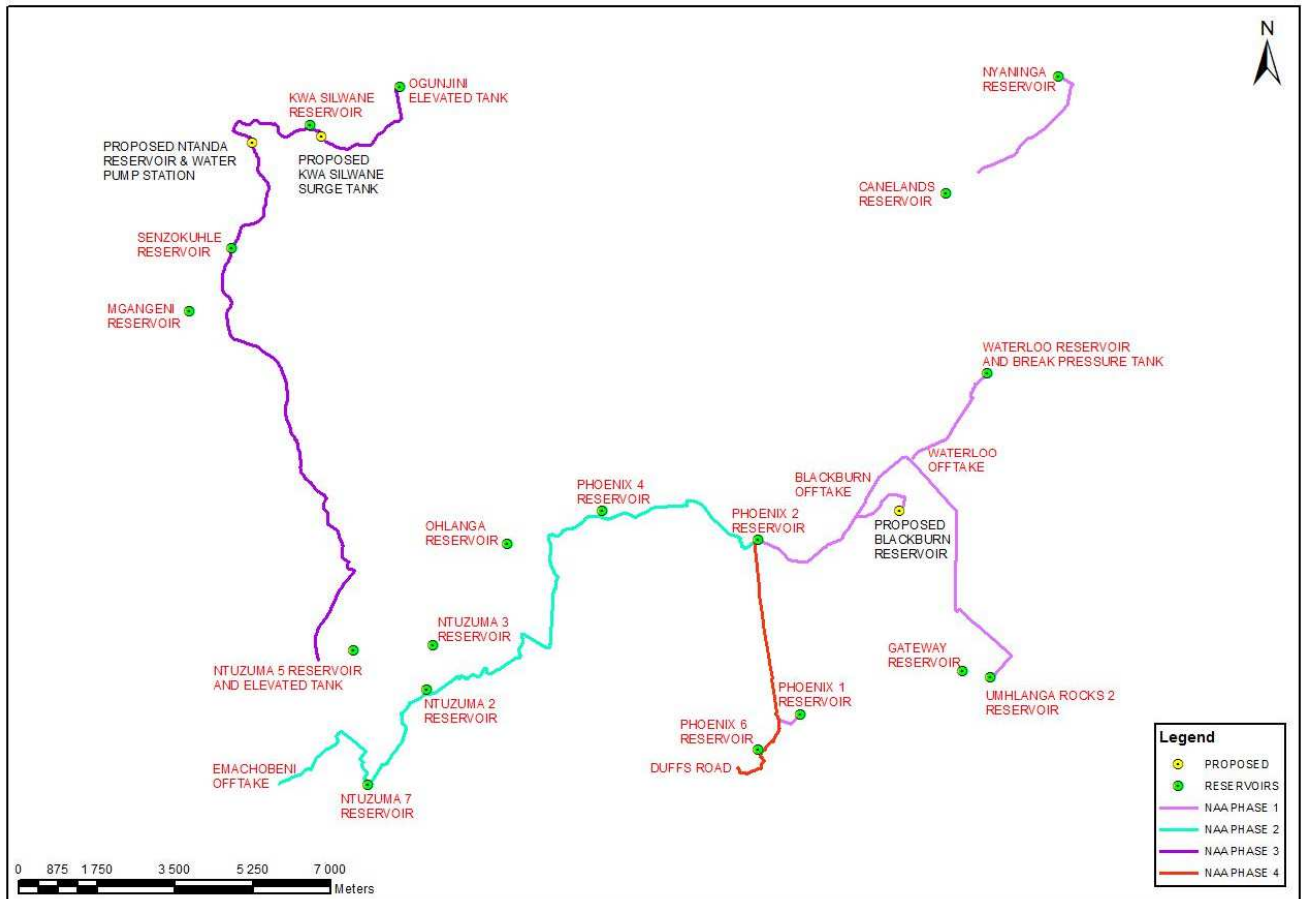 N
NYANINGA
RESERVOIR
OGUNJINI
ELEVATED TANK
KWA SILWANE
RESERVOIR
PROPOSED NTANDA
RESERVOIR & WATER
PUMP STATION
PROPOSED
KWA SILWANE
SURGE TANK
CANELANDS
RESERVOIR
SENZOKUHLE
RESERVOIR
MGANGENI
RESERVOIR
WATERLOO RESERVOIR
AND BREAK PRESSURE TANK
WATERLOO
OFFTAKE
BLACKBURN
OFFTAKE
PHOENIX 4
RESERVOIR
PHOENIX 2
RESERVOIR
PROPOSED
BLACKBURN
RESERVOIR
OHLANGA
RESERVOIR
NTUZUMA 3
RESERVOIR
NTUZUMA 5 RESERVOIR
AND ELEVATED TANK
NTUZUMA 2
RESERVOIR
GATEWAY
RESERVOIR
UMHLANGA ROCKS 2
RESERVOIR
PHOENIX 1
RESERVOIR
PHOENIX 6
RESERVOIR
DUFFS ROAD
EMACHOBENI
OFFTAKE
NTUZUMA 7
RESERVOIR
Legend
PROPOSED
RESERVOIRS
NAA PHASE 1
NAA PHASE 2
NAA PHASE 3
NAA PHASE 4
0 875 1 750 3 500 5 250 7 000
Meters